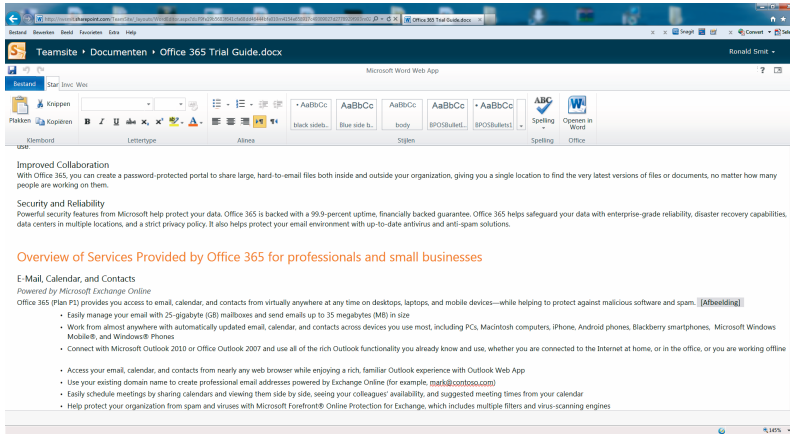 Office 365 Trial Guide.docx
Bestand Bewerken Beeld Favorieten Extra Help
Snagit
Convert
Teamsite ▸ Documenten ▸ Office 365 Trial Guide.docx
Ronald Smit
Microsoft Word Web App
Bestand Star Invc Wee
Plakken
Knippen
Kopiëren
Klembord
B I U abc
Lettertype
Alinea
AaBbCc AaBbCc AaBbCc AaBbCc AaBbCc
black sideb.. Blue side b.. body BPOSBulletL.. BPOSBullets1
Stijlen
ABC
Spelling
Spelling
Open in Word
Office
use.
Improved Collaboration
With Office 365, you can create a password-protected portal to share large, hard-to-email files both inside and outside your organization, giving you a single location to find the very latest versions of files or documents, no matter how many
people are working on them.
Security and Reliability
Powerful security features from Microsoft help protect your data. Office 365 is backed with a 99.9-percent uptime, financially backed guarantee. Office 365 helps safeguard your data with enterprise-grade reliability, disaster recovery capabilities,
data centers in multiple locations, and a strict privacy policy. It also helps protect your email environment with up-to-date antivirus and anti-spam solutions.
Overview of Services Provided by Office 365 for professionals and small businesses
E-Mail, Calendar, and Contacts
Powered by Microsoft Exchange Online
Office 365 (Plan P1) provides you access to email, calendar, and contacts from virtually anywhere at any time on desktops, laptops, and mobile devices—while helping to protect against malicious software and spam. [Afbeelding]
• Easily manage your email with 25-gigabyte (GB) mailboxes and send emails up to 35 megabytes (MB) in size
• Work from almost anywhere with automatically updated email, calendar, and contacts across devices you use most, including PCs, Macintosh computers, iPhone, Android phones, Blackberry smartphones, Microsoft Windows
Mobile®, and Windows® Phones
• Connect with Microsoft Outlook 2010 or Office Outlook 2007 and use all of the rich Outlook functionality you already know and use, whether you are connected to the Internet at home, or in the office, or you are working offline
• Access your email, calendar, and contacts from nearly any web browser while enjoying a rich, familiar Outlook experience with Outlook Web App
• Use your existing domain name to create professional email addresses powered by Exchange Online (for example, mark@contoso.com)
• Easily schedule meetings by sharing calendars and viewing them side by side, seeing your colleagues' availability, and suggested meeting times from your calendar
• Help protect your organization from spam and viruses with Microsoft Forefront® Online Protection for Exchange, which includes multiple filters and virus-scanning engines
145%